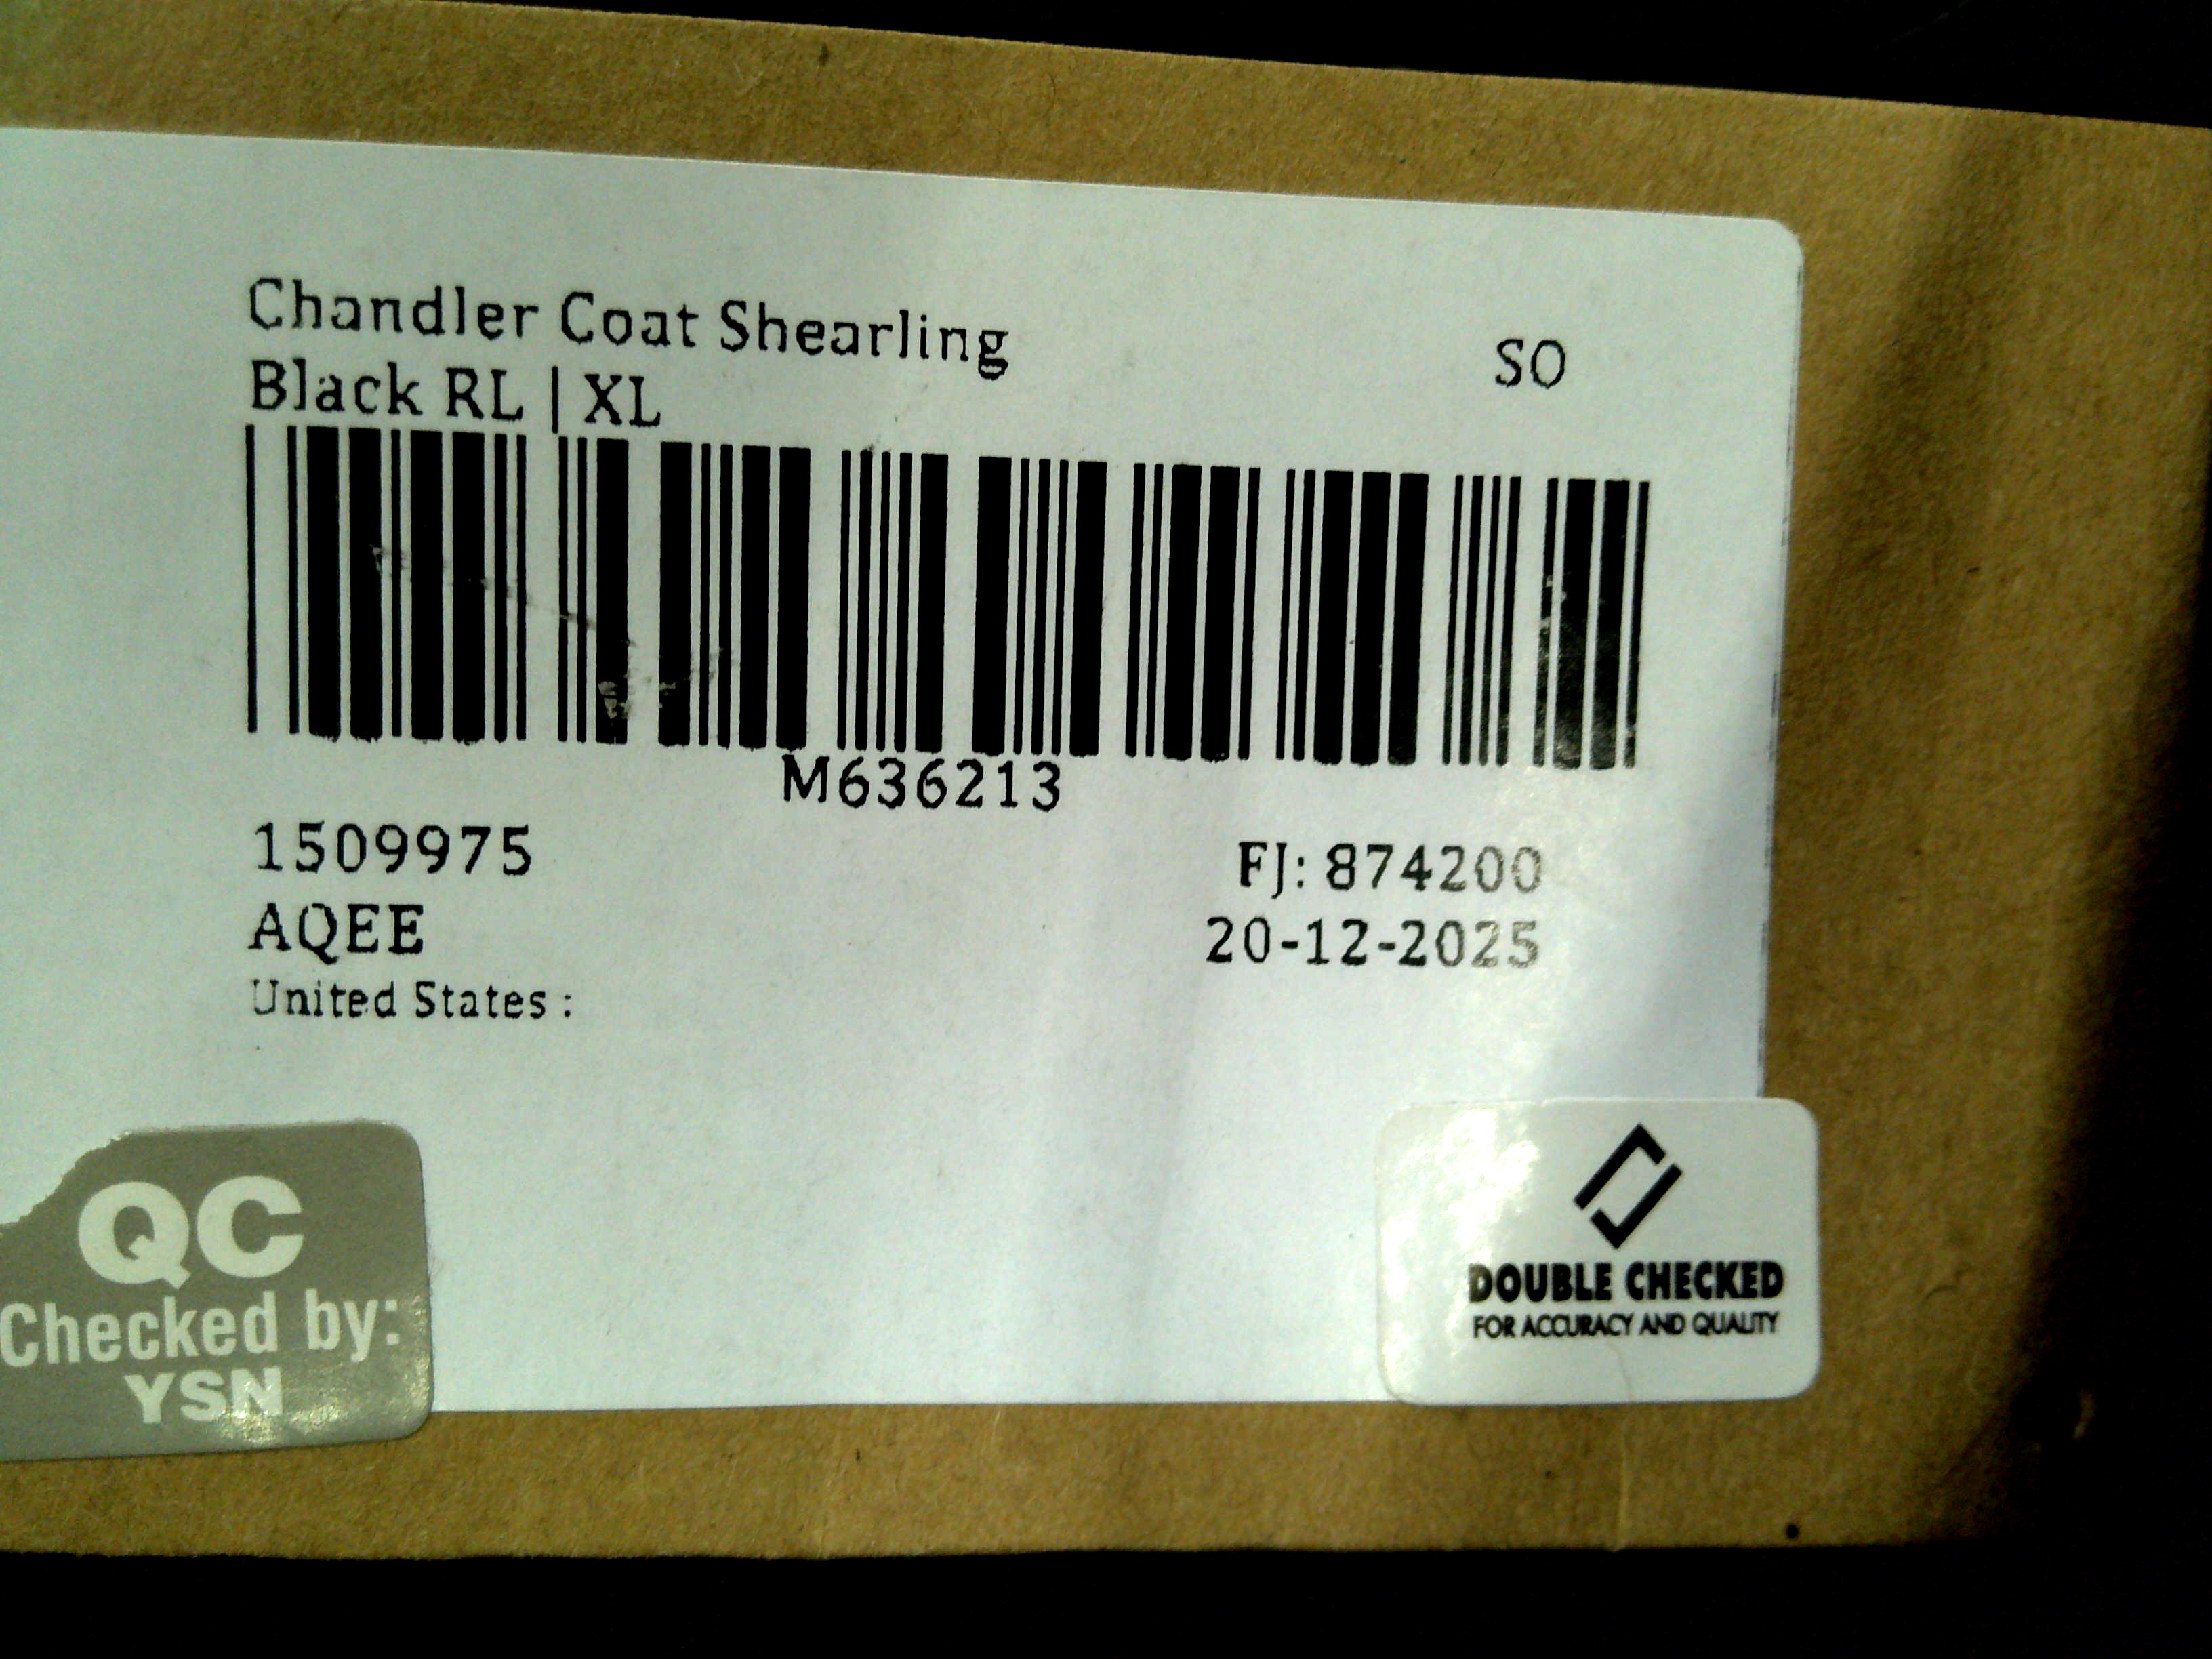 Chandler Coat Shearling
Black RL | XL
SO
M636213
1509975
AQEE
United States :
FJ: 874200
20-12-2025
QC
Checked by:
YSN
DOUBLE CHECKED
FOR ACCURACY AND QUALITY